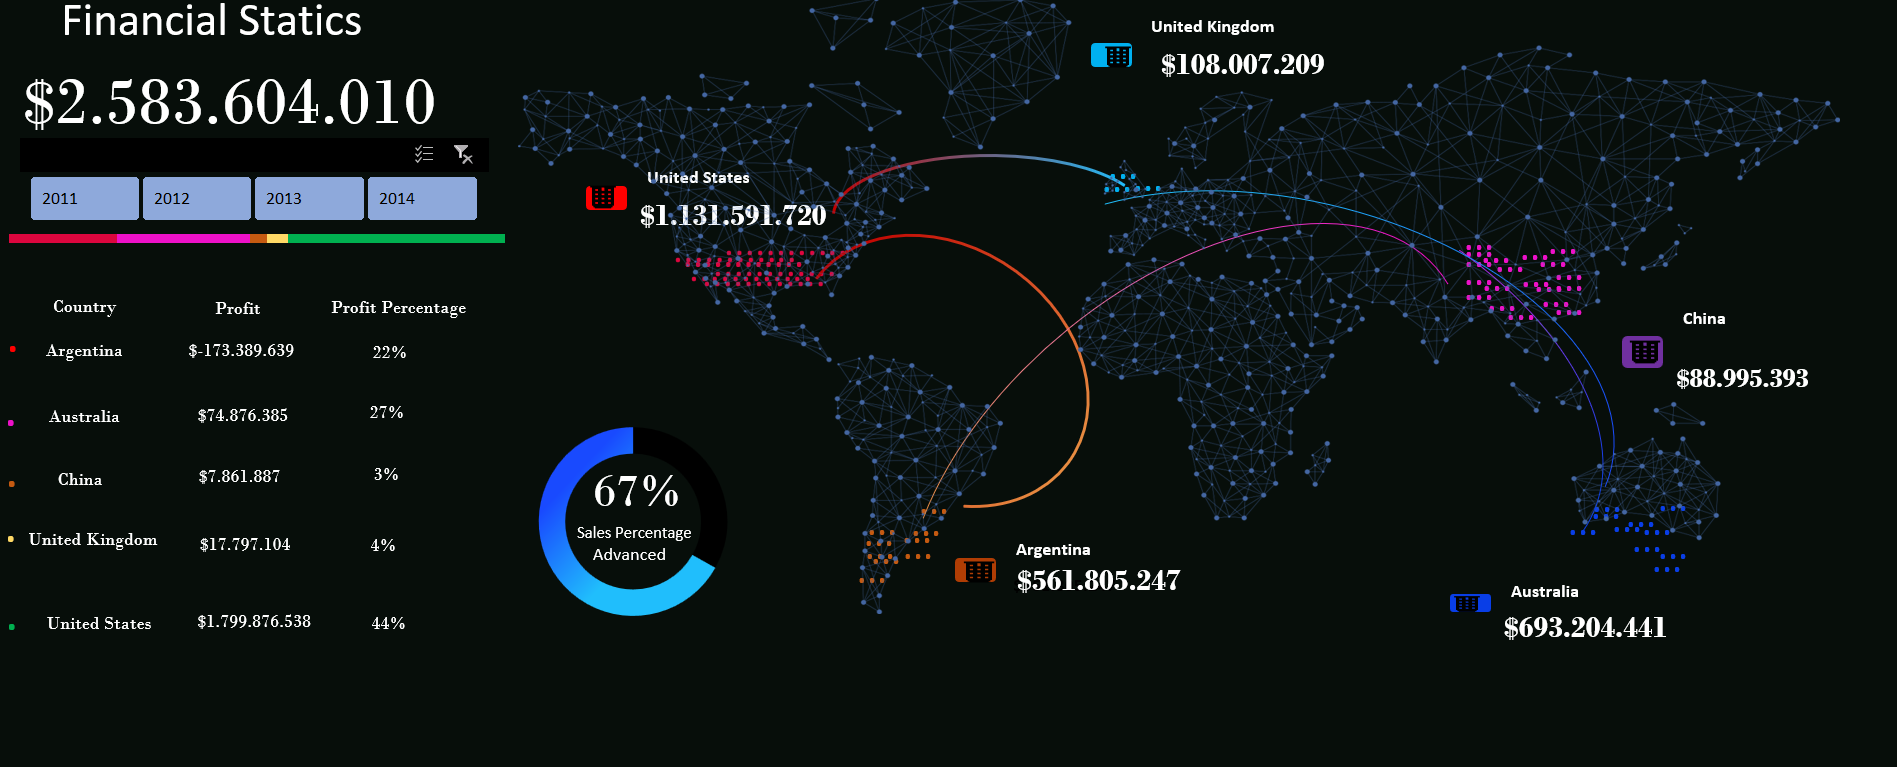 Financial Statics
$2.583.604.010
2011 2012 2013 2014
Country Profit Profit Percentage
Argentina $-173.389.639 22%
Australia $74.876.385 27%
China $7.861.887 3%
United Kingdom $17.797.104 4%
United States $1.799.876.538 44%
67%
Sales Percentage
Advanced
United States
$1.131.591.720
United Kingdom
$108.007.209
China
$88.995.393
Argentina
$561.805.247
Australia
$693.204.441